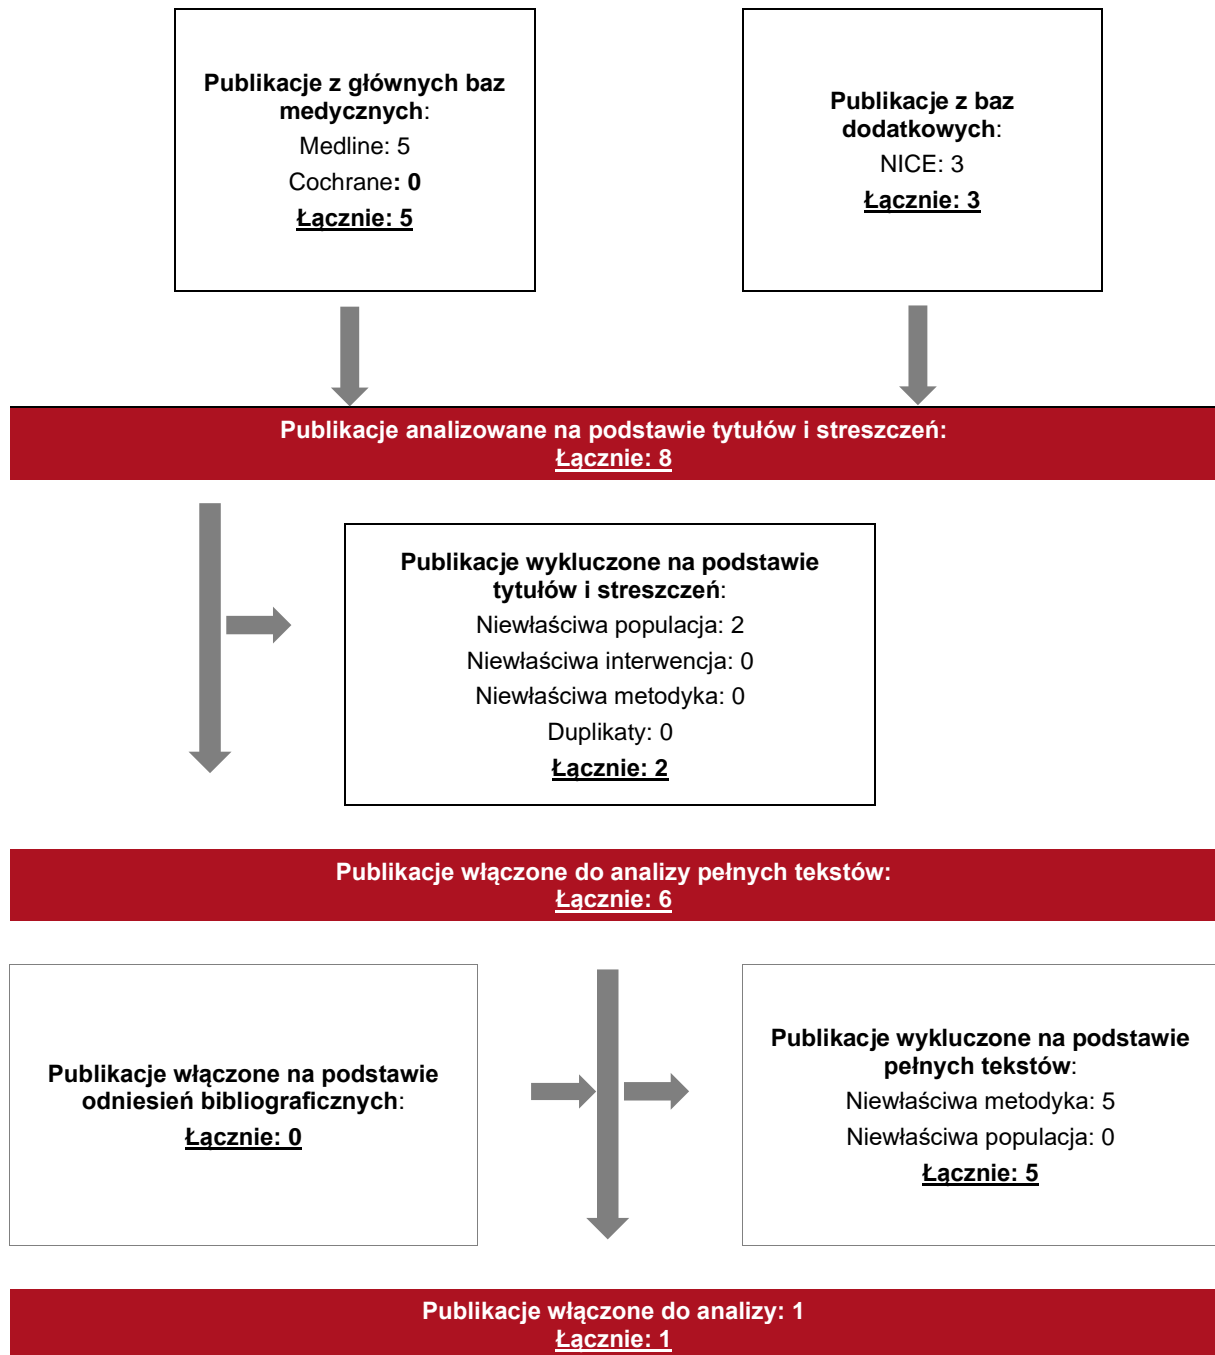 Publikacje z głównych baz
medycznych:
Medline: 5
Cochrane: 0
Łącznie: 5
Publikacje z baz
dodatkowych:
NICE: 3
Łącznie: 3
Publikacje analizowane na podstawie tytułów i streszczeń:
Łącznie: 8
Publikacje wykluczone na podstawie
tytułów i streszczeń:
Niewłaściwa populacja: 2
Niewłaściwa interwencja: 0
Niewłaściwa metodyka: 0
Duplikaty: 0
Łącznie: 2
Publikacje włączone do analizy pełnych tekstów:
Łącznie: 6
Publikacje włączone na podstawie
odniesień bibliograficznych:
Łącznie: 0
Publikacje wykluczone na podstawie
pełnych tekstów:
Niewłaściwa metodyka: 5
Niewłaściwa populacja: 0
Łącznie: 5
Publikacje włączone do analizy: 1
Łącznie: 1